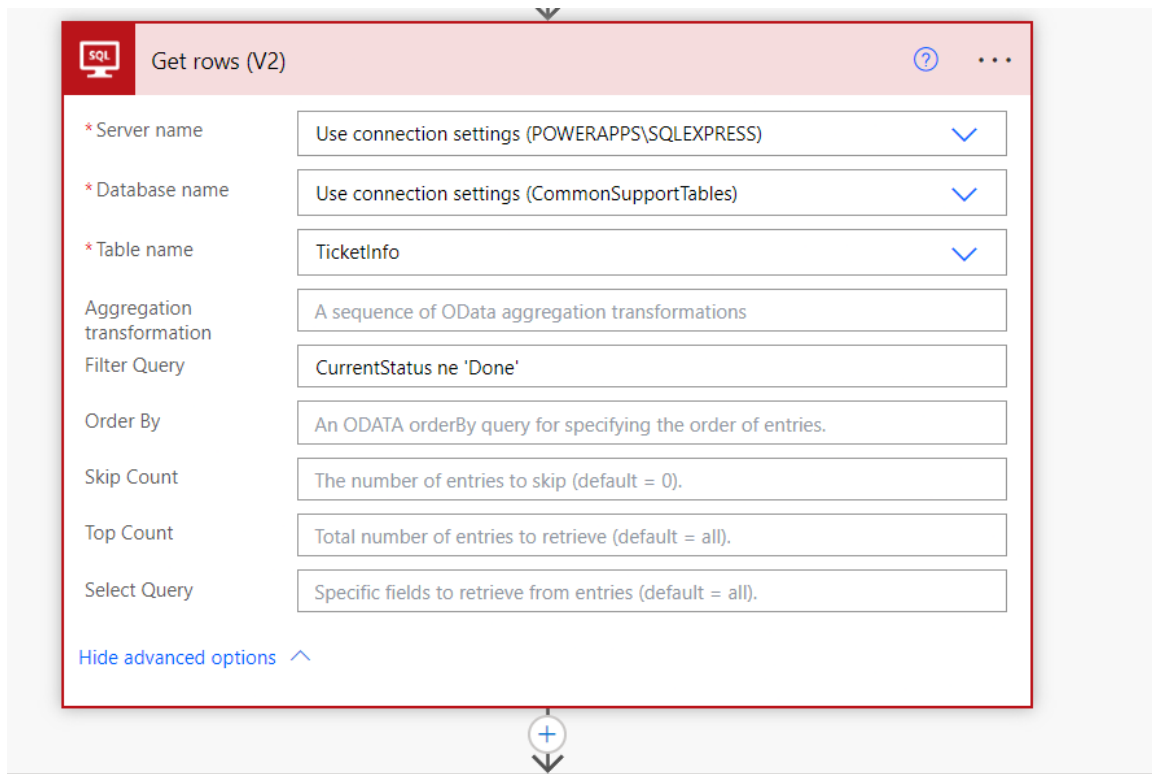 SQL
Get rows (V2)
?
* Server name
Use connection settings (POWERAPPS\SQLEXPRESS)
* Database name
Use connection settings (CommonSupportTables)
* Table name
TicketInfo
Aggregation
transformation
A sequence of OData aggregation transformations
Filter Query
CurrentStatus ne 'Done'
Order By
An ODATA orderBy query for specifying the order of entries.
Skip Count
The number of entries to skip (default = 0).
Top Count
Total number of entries to retrieve (default = all).
Select Query
Specific fields to retrieve from entries (default = all).
Hide advanced options